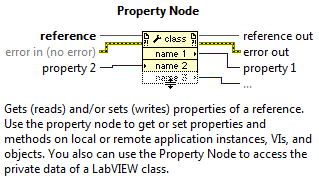 Property Node
reference
class
reference out
error in (no error)
name 1
error out
property 2
name 2
property 1
name 3
...
Gets (reads) and/or sets (writes) properties of a reference.
Use the property node to get or set properties and
methods on local or remote application instances, VIs, and
objects. You also can use the Property Node to access the
private data of a LabVIEW class.